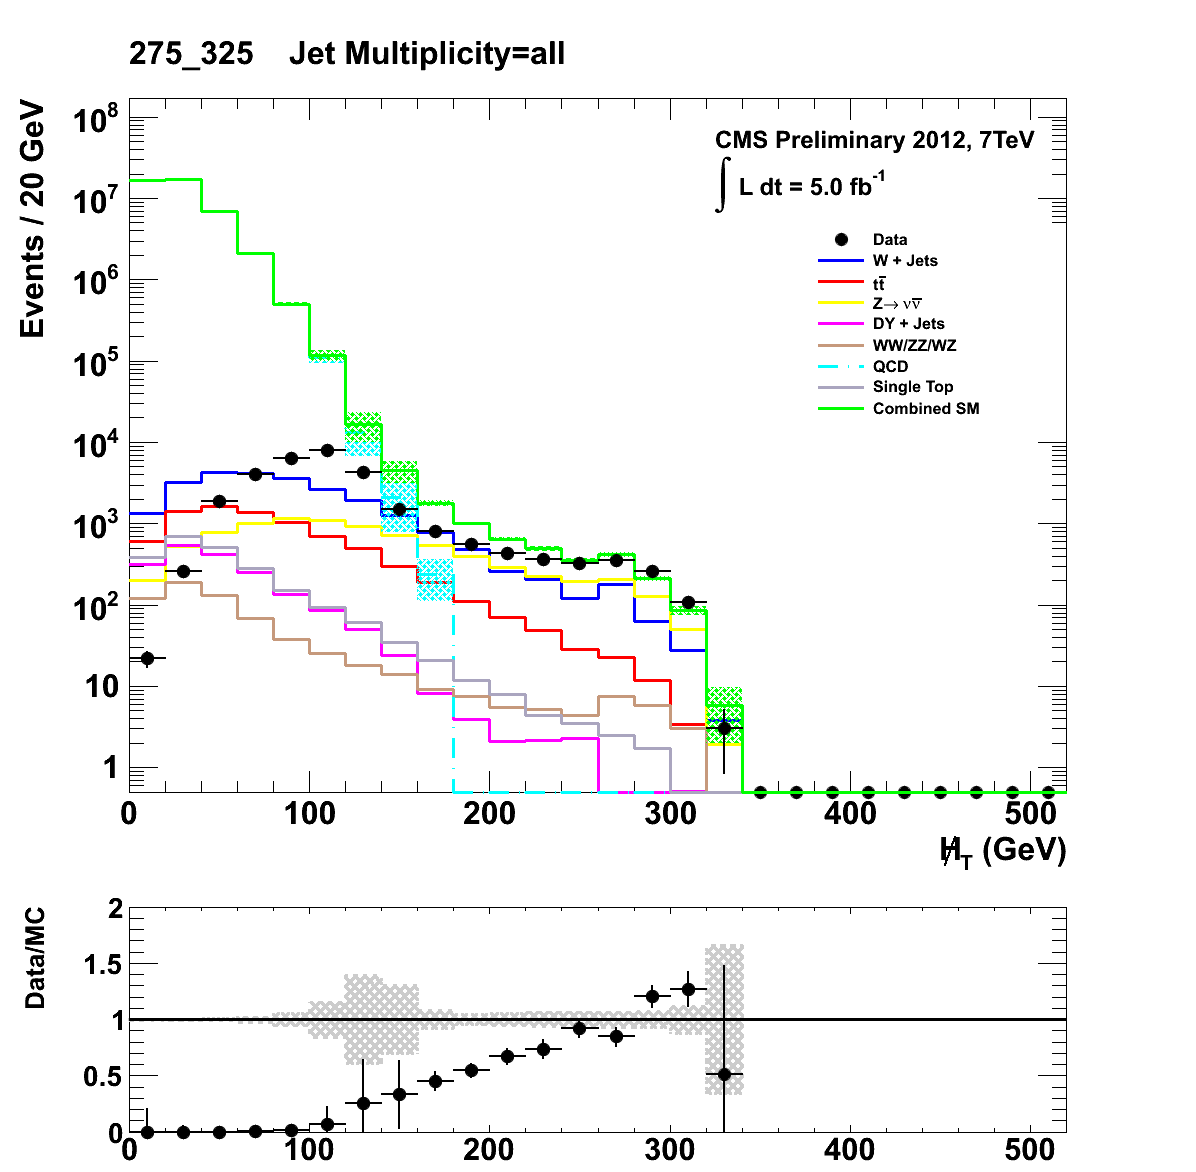 275_325 Jet Multiplicity=all
Events / 20 GeV
10⁸
10⁷
10⁶
10⁵
10⁴
10³
10²
10
1
CMS Preliminary 2012, 7TeV
∫ L dt = 5.0 fb⁻¹
Data
W + Jets
tt̅
Z→ νν̅
DY + Jets
WW/ZZ/WZ
QCD
Single Top
Combined SM
0 100 200 300 400 500
H̸_T (GeV)
Data/MC
2
1.5
1
0.5
0
0 100 200 300 400 500